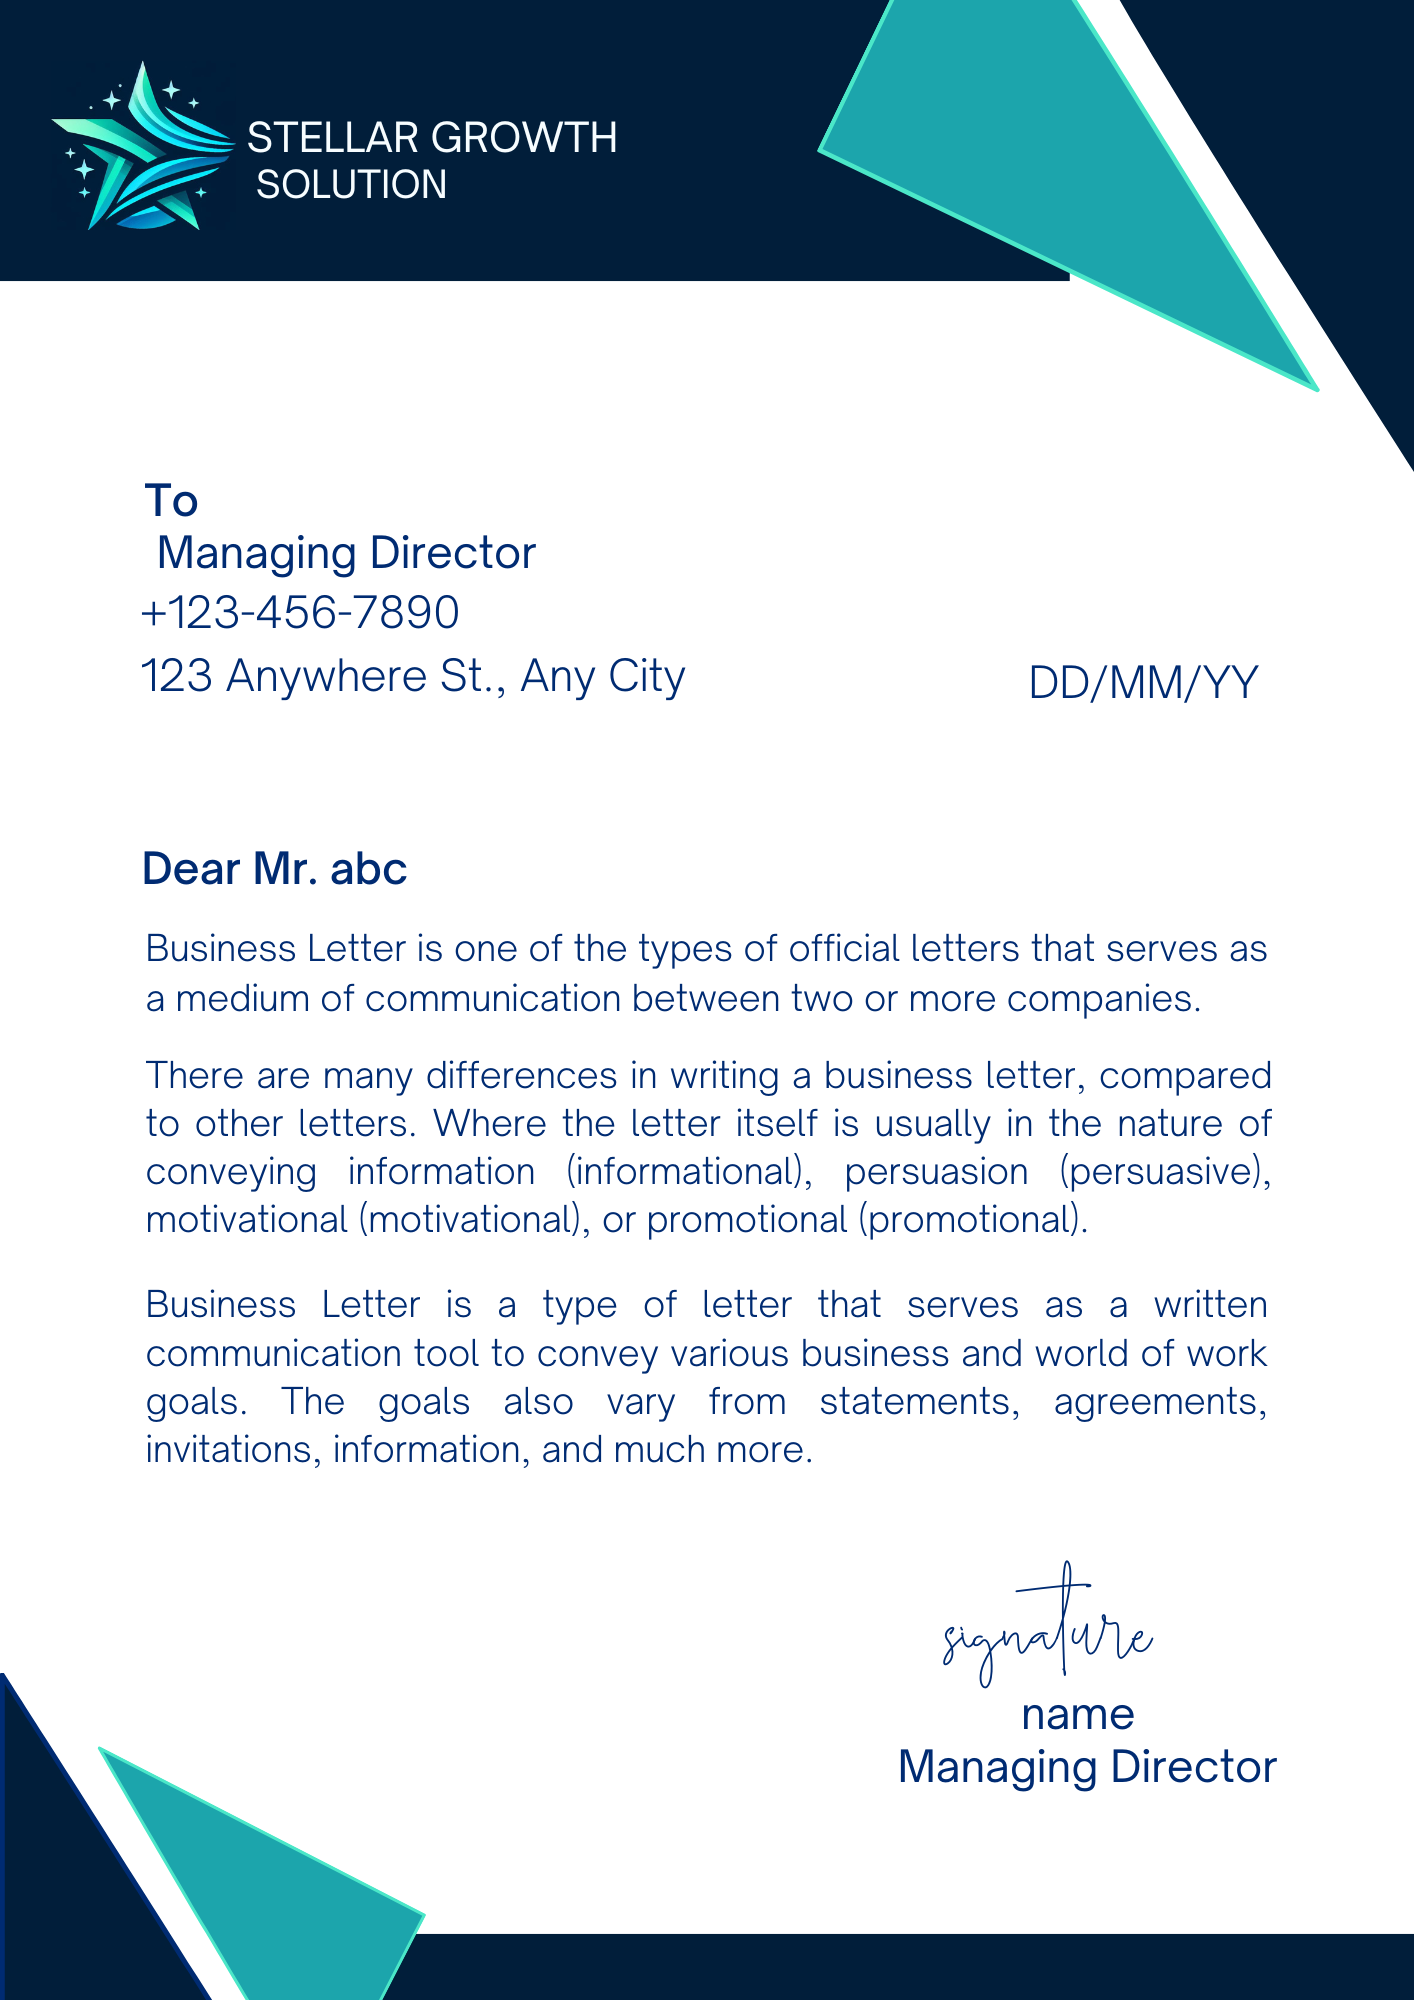 STELLAR GROWTH
SOLUTION
To
Managing Director
+123-456-7890
123 Anywhere St., Any City
DD/MM/YY
Dear Mr. abc
Business Letter is one of the types of official letters that serves as
a medium of communication between two or more companies.
There are many differences in writing a business letter, compared
to other letters. Where the letter itself is usually in the nature of
conveying information (informational), persuasion (persuasive),
motivational (motivational), or promotional (promotional).
Business Letter is a type of letter that serves as a written
communication tool to convey various business and world of work
goals. The goals also vary from statements, agreements,
invitations, information, and much more.
signature
name
Managing Director